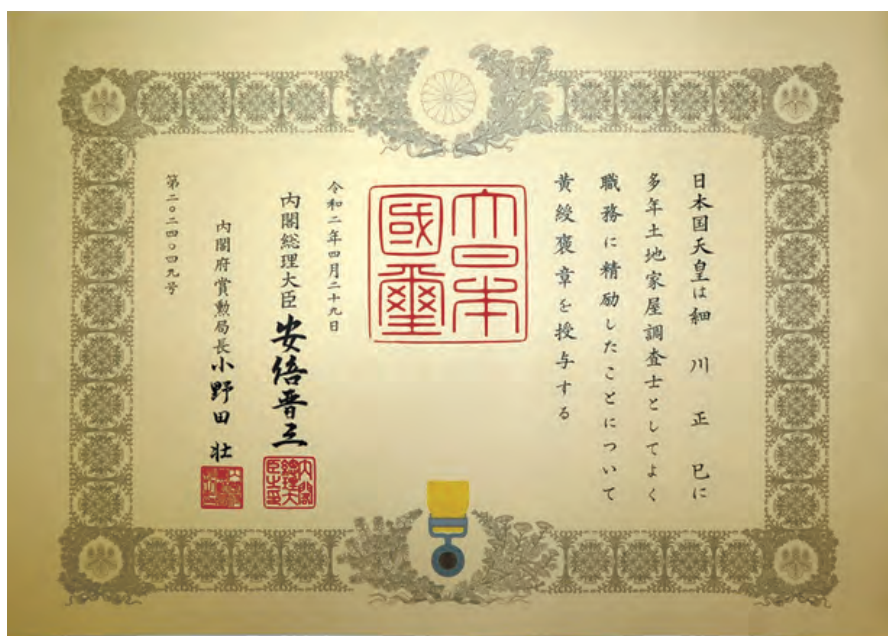 日本国天皇は細川正巳に
多年土地家屋調査士としてよく
職務に精励したことについて
黄綬褒章を授与する
大日本
國璽
令和二年四月二十九日
内閣総理大臣 安倍晋三
内閣総理大臣之印
内閣府賞勲局長 小野田 壮
第二〇二四〇四九号